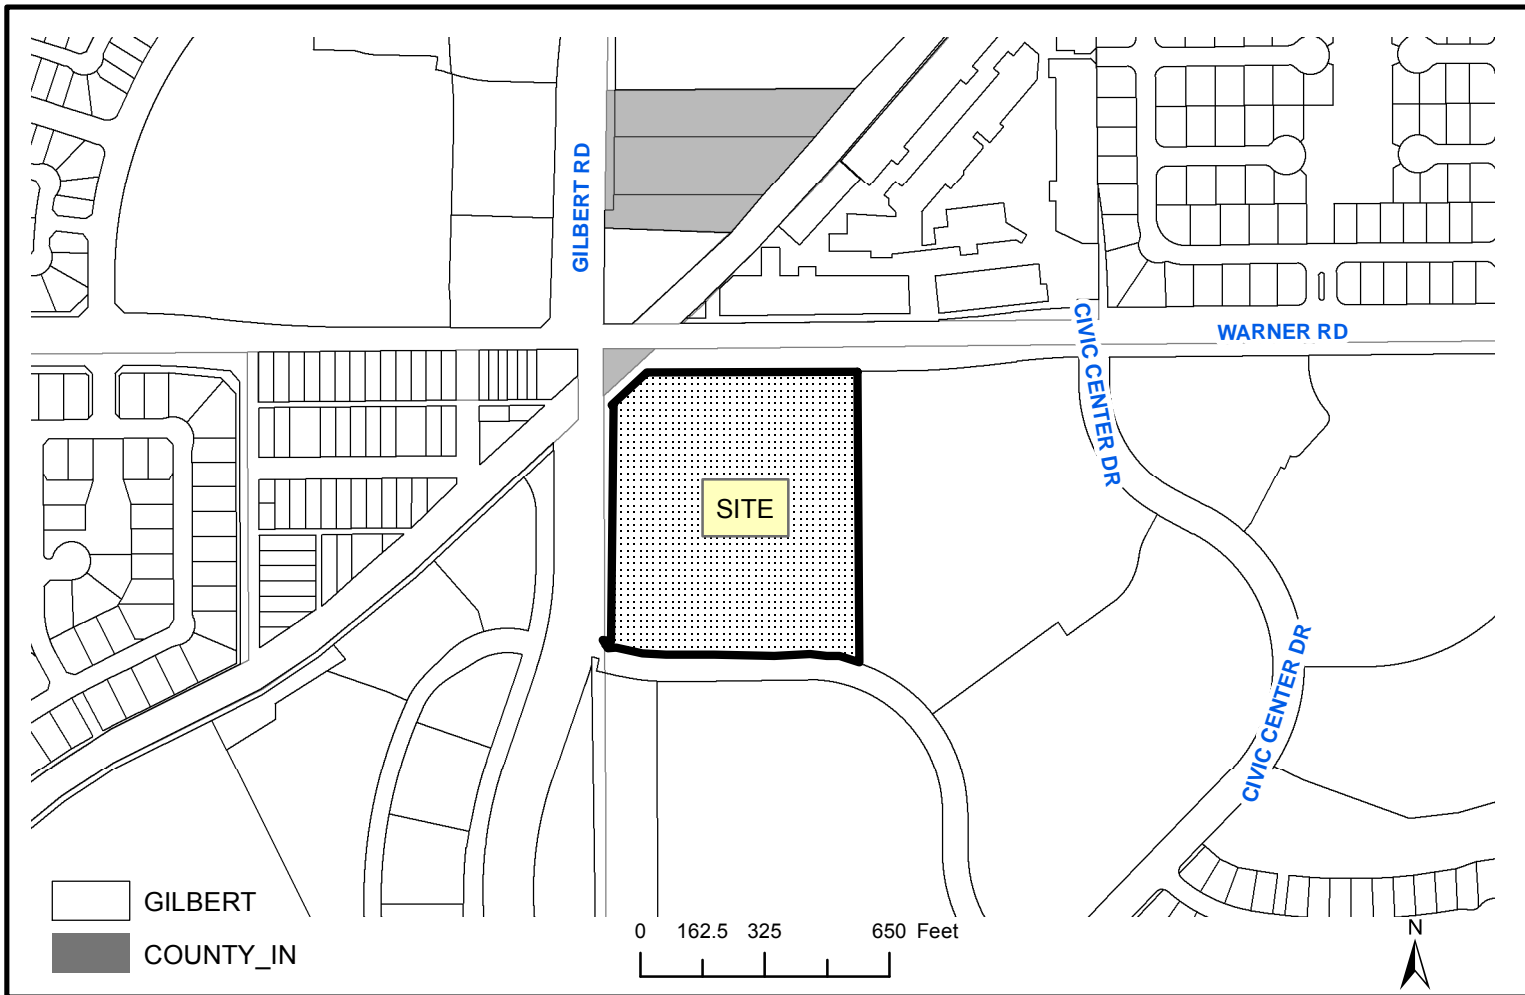 GILBERT RD
WARNER RD
CIVIC CENTER DR
SITE
CIVIC CENTER DR
GILBERT
COUNTY_IN
0 162.5 325 650 Feet
N